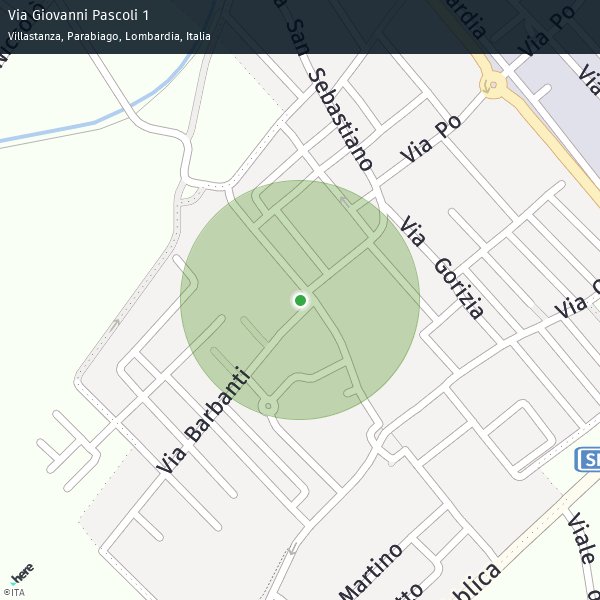 Via Giovanni Pascoli 1
Villastanza, Parabiago, Lombardia, Italia
San Sebastiano
Via Po
Via Po
Via Gorizia
Via
Via Barbanti
Martino
Viale
here
©ITA